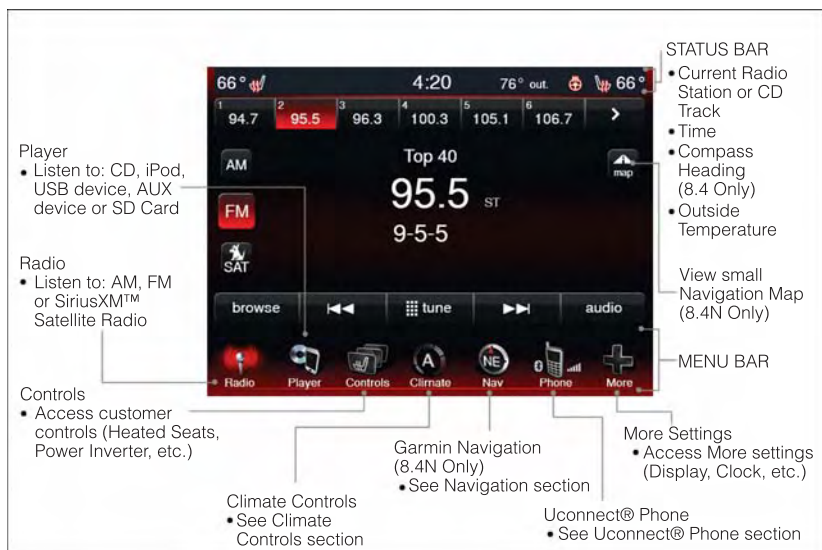 STATUS BAR
• Current Radio
Station or CD
Track
• Time
• Compass
Heading
(8.4 Only)
• Outside
Temperature
66°
4:20
76° out.
66°
1 94.7
2 95.5
3 96.3
4 100.3
5 105.1
6 106.7
>
Player
• Listen to: CD, iPod,
USB device, AUX
device or SD Card
AM
Top 40
map
FM
95.5 ST
9-5-5
SAT
Radio
• Listen to: AM, FM
or SiriusXM™
Satellite Radio
View small
Navigation Map
(8.4N Only)
browse
tune
audio
MENU BAR
A
NE
Radio
Player
Controls
Climate
Nav
Phone
More
Controls
• Access customer
controls (Heated Seats,
Power Inverter, etc.)
Climate Controls
• See Climate
Controls section
Garmin Navigation
(8.4N Only)
• See Navigation section
Uconnect® Phone
• See Uconnect® Phone section
More Settings
• Access More settings
(Display, Clock, etc.)